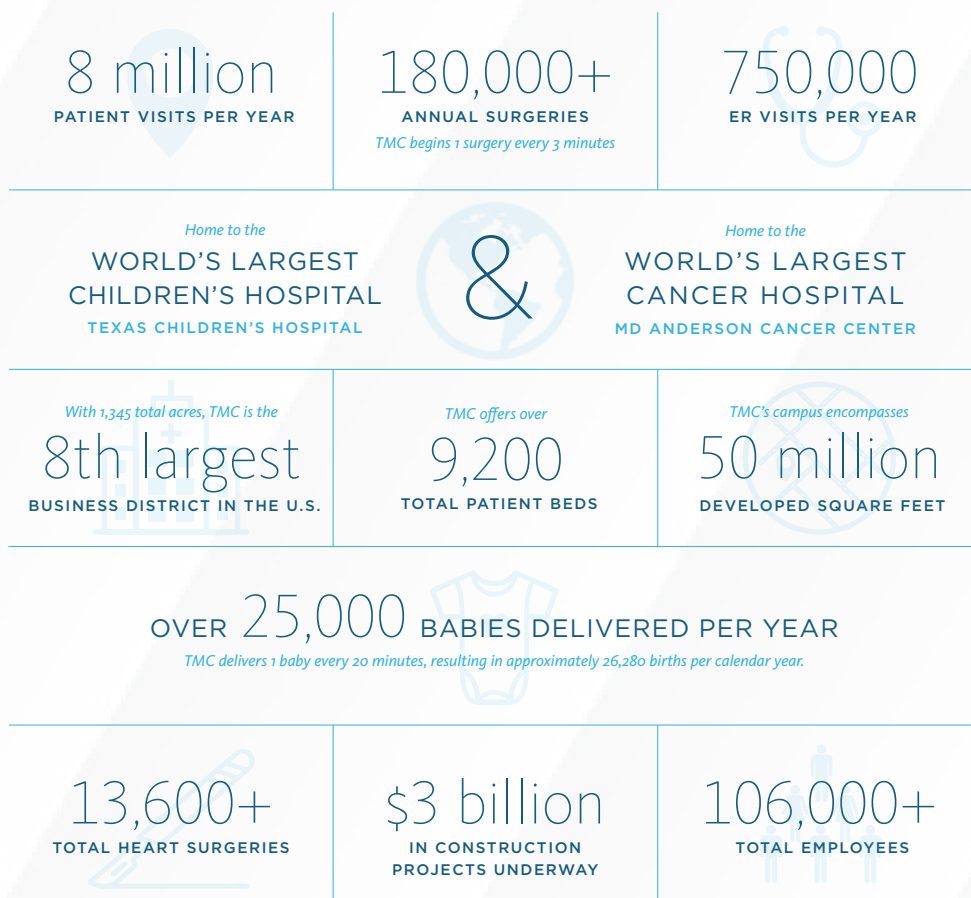 8 million
PATIENT VISITS PER YEAR
180,000+
ANNUAL SURGERIES
TMC begins 1 surgery every 3 minutes
750,000
ER VISITS PER YEAR
Home to the
WORLD'S LARGEST
CHILDREN'S HOSPITAL
TEXAS CHILDREN'S HOSPITAL
&
Home to the
WORLD'S LARGEST
CANCER HOSPITAL
MD ANDERSON CANCER CENTER
With 1,345 total acres, TMC is the
8th largest
BUSINESS DISTRICT IN THE U.S.
TMC offers over
9,200
TOTAL PATIENT BEDS
TMC's campus encompasses
50 million
DEVELOPED SQUARE FEET
OVER 25,000 BABIES DELIVERED PER YEAR
TMC delivers 1 baby every 20 minutes, resulting in approximately 26,280 births per calendar year.
13,600+
TOTAL HEART SURGERIES
$3 billion
IN CONSTRUCTION
PROJECTS UNDERWAY
106,000+
TOTAL EMPLOYEES